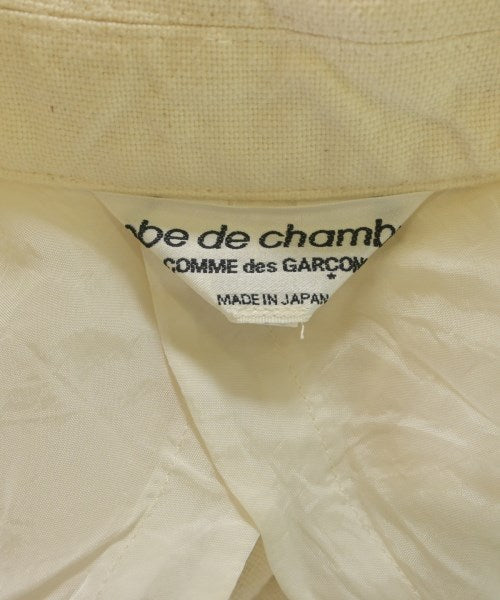 obe de chamb
COMME des GARÇON
*
MADE IN JAPAN